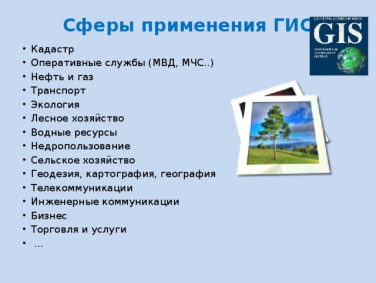 Сферы применения ГИС
GIS
• Кадастр
• Оперативные службы (МВД, МЧС..)
• Нефть и газ
• Транспорт
• Экология
• Лесное хозяйство
• Водные ресурсы
• Недропользование
• Сельское хозяйство
• Геодезия, картография, география
• Телекоммуникации
• Инженерные коммуникации
• Бизнес
• Торговля и услуги
• ...